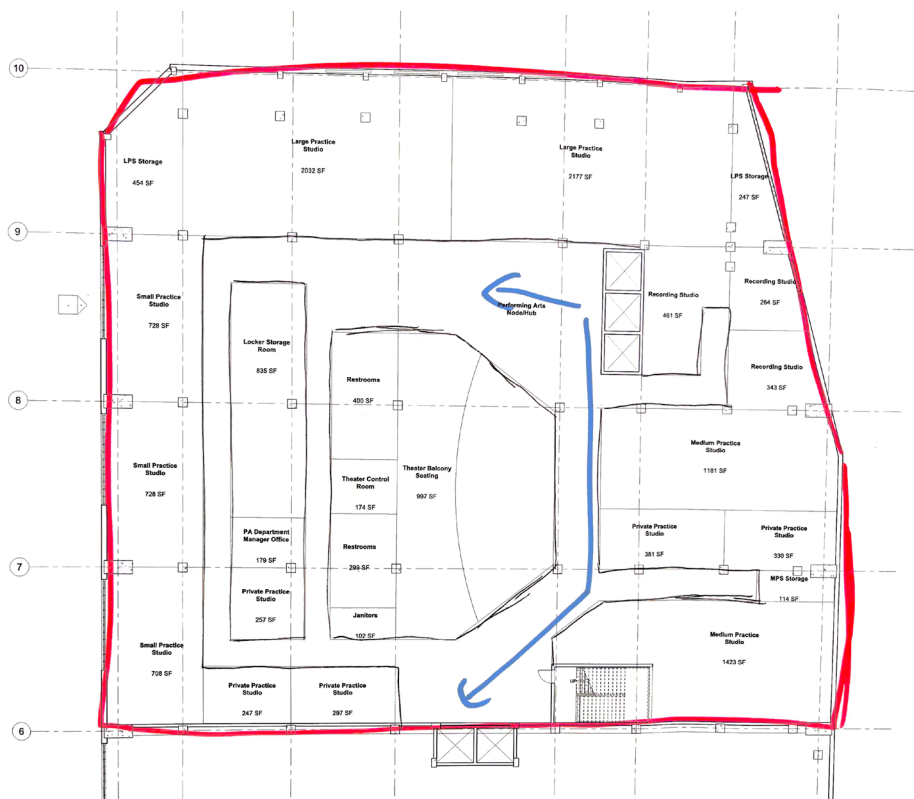 10
Large Practice
Studio
2032 SF
Large Practice
Studio
2177 SF
LPS Storage
454 SF
LPS Storage
247 SF
9
Small Practice
Studio
728 SF
Performing Arts
Node/Hub
Recording Studio
461 SF
Recording Studio
264 SF
Locker Storage
Room
835 SF
Restrooms
400 SF
Recording Studio
343 SF
8
Small Practice
Studio
728 SF
Theater Control
Room
174 SF
Theater Balcony
Seating
997 SF
Medium Practice
Studio
1181 SF
PA Department
Manager Office
179 SF
Restrooms
299 SF
Private Practice
Studio
381 SF
Private Practice
Studio
330 SF
7
Private Practice
Studio
257 SF
MPS Storage
114 SF
Janitors
102 SF
Small Practice
Studio
708 SF
Medium Practice
Studio
1423 SF
Private Practice
Studio
247 SF
Private Practice
Studio
297 SF
UP
6